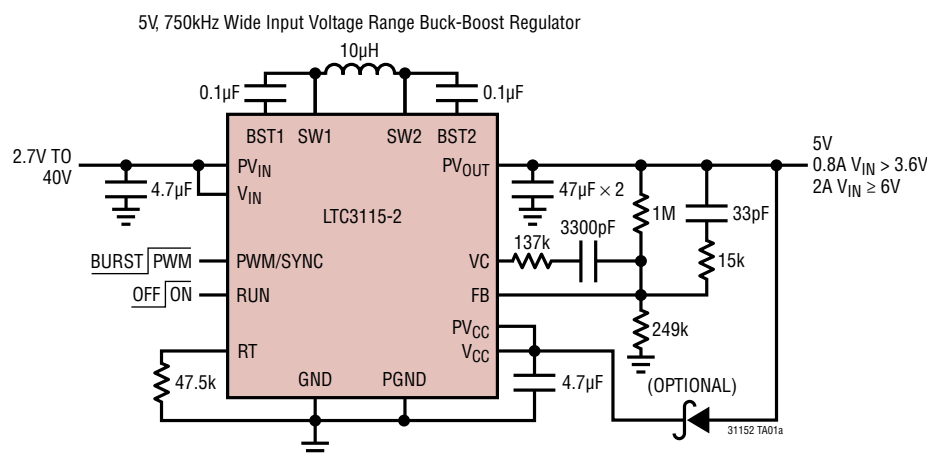 5V, 750kHz Wide Input Voltage Range Buck-Boost Regulator
10µH
0.1µF
0.1µF
BST1
SW1
SW2
BST2
2.7V TO
40V
PVIN
PVOUT
5V
0.8A VIN > 3.6V
2A VIN ≥ 6V
4.7µF
VIN
47µF × 2
1M
33pF
LTC3115-2
3300pF
137k
15k
BURST PWM
PWM/SYNC
VC
OFF ON
RUN
FB
249k
PVCC
RT
VCC
47.5k
GND
PGND
4.7µF
(OPTIONAL)
31152 TA01a